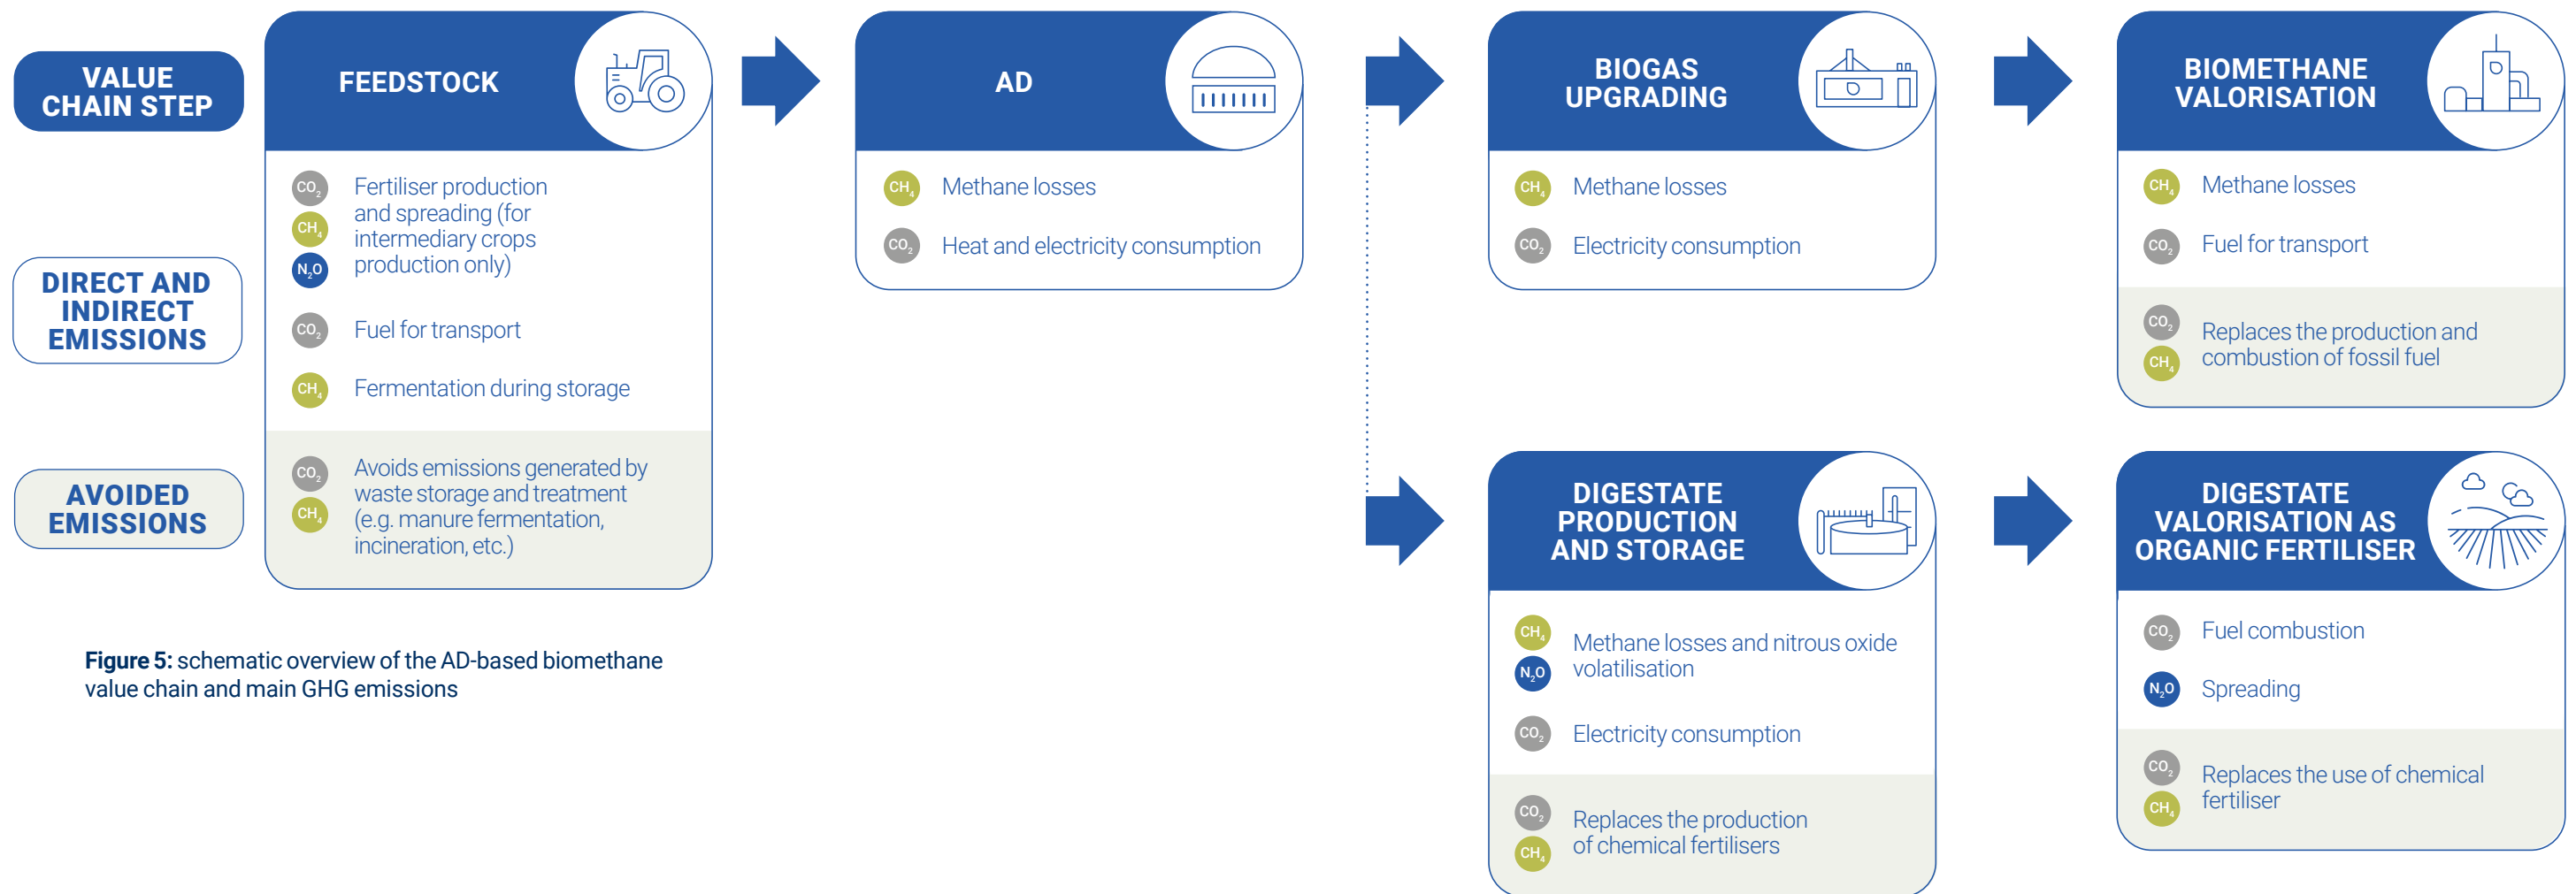 VALUE
CHAIN STEP
DIRECT AND
INDIRECT
EMISSIONS
AVOIDED
EMISSIONS
FEEDSTOCK
CO₂
CH₄
N₂O
Fertiliser production
and spreading (for
intermediary crops
production only)
CO₂ Fuel for transport
CH₄ Fermentation during storage
CO₂
CH₄
Avoids emissions generated by
waste storage and treatment
(e.g. manure fermentation,
incineration, etc.)
AD
CH₄ Methane losses
CO₂ Heat and electricity consumption
BIOGAS
UPGRADING
CH₄ Methane losses
CO₂ Electricity consumption
BIOMETHANE
VALORISATION
CH₄ Methane losses
CO₂ Fuel for transport
CO₂
CH₄
Replaces the production and
combustion of fossil fuel
DIGESTATE
PRODUCTION
AND STORAGE
CH₄
N₂O
Methane losses and nitrous oxide
volatilisation
CO₂ Electricity consumption
CO₂
CH₄
Replaces the production
of chemical fertilisers
DIGESTATE
VALORISATION AS
ORGANIC FERTILISER
CO₂ Fuel combustion
N₂O Spreading
CO₂
CH₄
Replaces the use of chemical
fertiliser
Figure 5: schematic overview of the AD-based biomethane
value chain and main GHG emissions